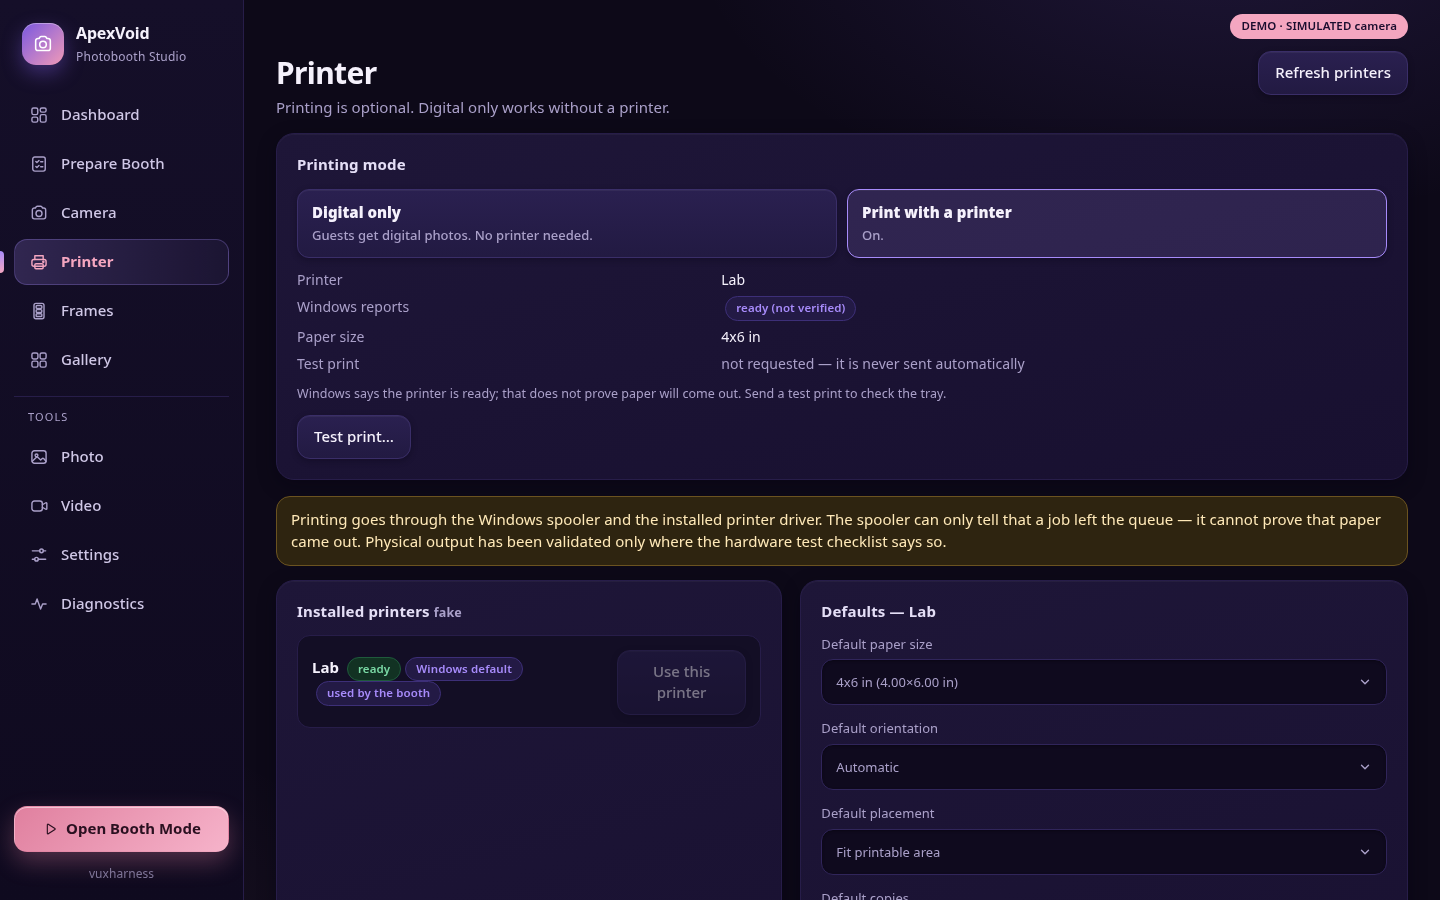 ApexVoid
Photobooth Studio
Dashboard
Prepare Booth
Camera
Printer
Frames
Gallery
TOOLS
Photo
Video
Settings
Diagnostics
Open Booth Mode
vuxharness
DEMO · SIMULATED camera
Printer
Refresh printers
Printing is optional. Digital only works without a printer.
Printing mode
Digital only
Guests get digital photos. No printer needed.
Print with a printer
On.
Printer Lab
Windows reports ready (not verified)
Paper size 4x6 in
Test print not requested — it is never sent automatically
Windows says the printer is ready; that does not prove paper will come out. Send a test print to check the tray.
Test print...
Printing goes through the Windows spooler and the installed printer driver. The spooler can only tell that a job left the queue — it cannot prove that paper
came out. Physical output has been validated only where the hardware test checklist says so.
Installed printers fake
Lab ready Windows default
used by the booth
Use this
printer
Defaults — Lab
Default paper size
4x6 in (4.00×6.00 in)
Default orientation
Automatic
Default placement
Fit printable area
Default copies